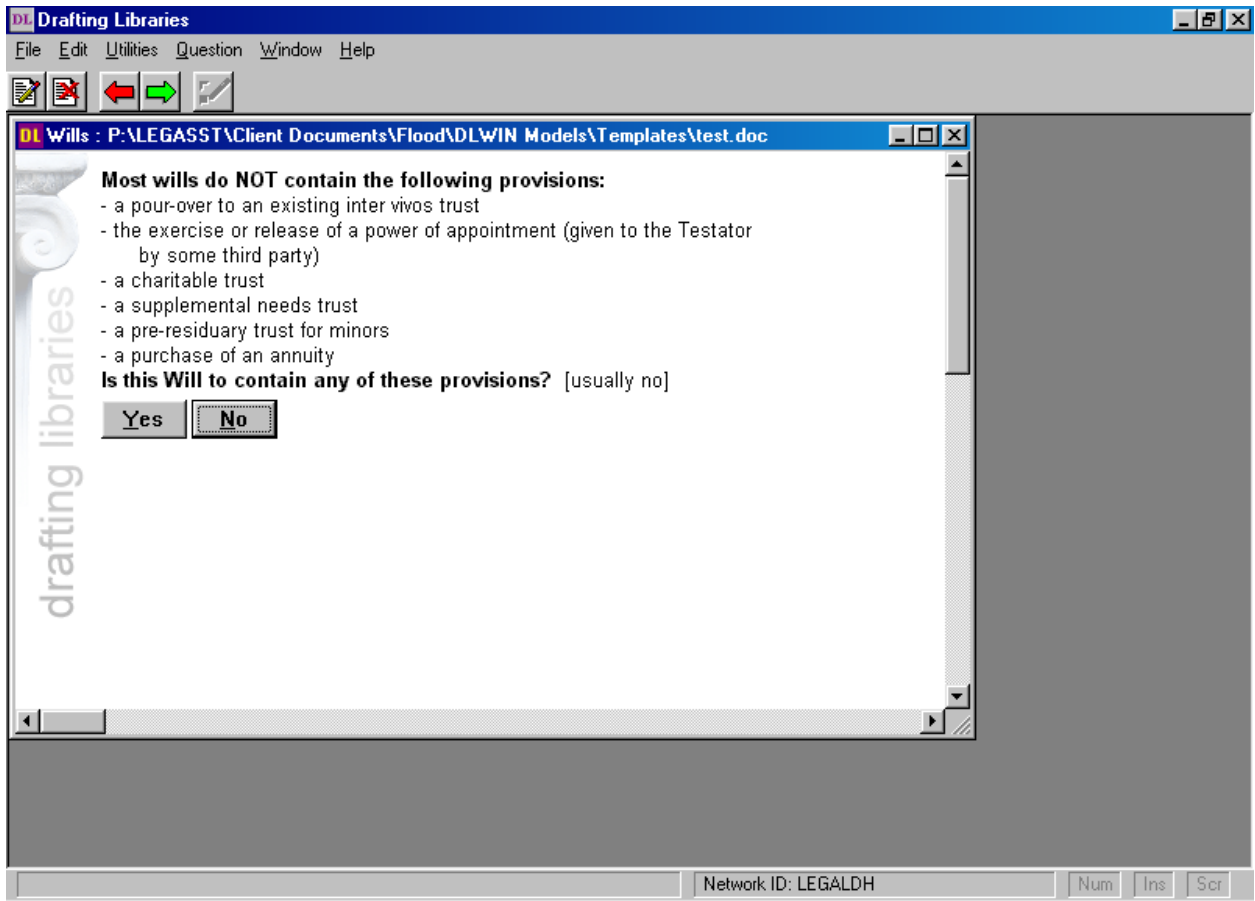 DL Drafting Libraries
File Edit Utilities Question Window Help
DL Wills : P:\LEGASST\Client Documents\Flood\DLWIN Models\Templates\test.doc
drafting libraries
Most wills do NOT contain the following provisions:
- a pour-over to an existing inter vivos trust
- the exercise or release of a power of appointment (given to the Testator
by some third party)
- a charitable trust
- a supplemental needs trust
- a pre-residuary trust for minors
- a purchase of an annuity
Is this Will to contain any of these provisions? [usually no]
Yes No
Network ID: LEGALDH Num Ins Scr